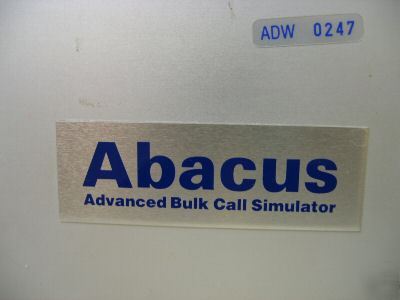 ADW 0247
Abacus
Advanced Bulk Call Simulator